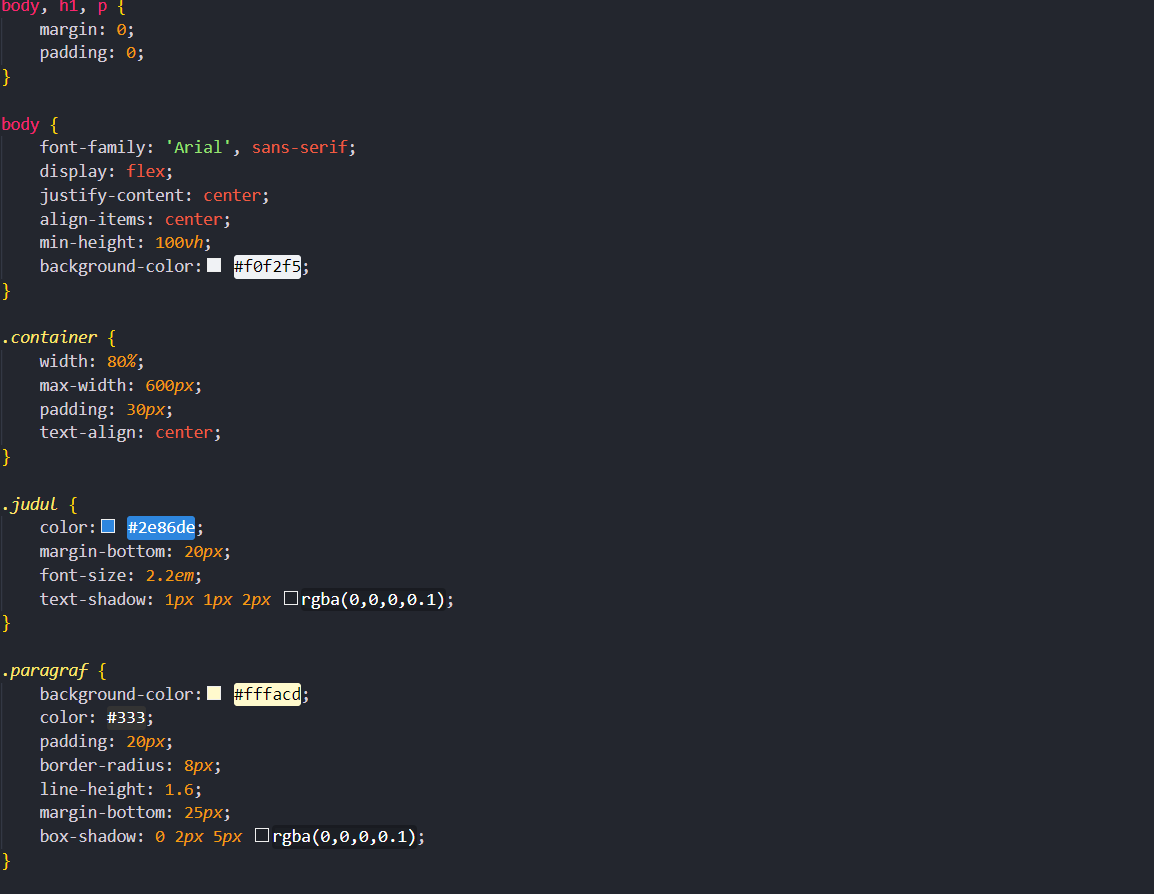 body, h1, p {
    margin: 0;
    padding: 0;
}

body {
    font-family: 'Arial', sans-serif;
    display: flex;
    justify-content: center;
    align-items: center;
    min-height: 100vh;
    background-color: #f0f2f5;
}

.container {
    width: 80%;
    max-width: 600px;
    padding: 30px;
    text-align: center;
}

.judul {
    color: #2e86de;
    margin-bottom: 20px;
    font-size: 2.2em;
    text-shadow: 1px 1px 2px rgba(0,0,0,0.1);
}

.paragraf {
    background-color: #fffacd;
    color: #333;
    padding: 20px;
    border-radius: 8px;
    line-height: 1.6;
    margin-bottom: 25px;
    box-shadow: 0 2px 5px rgba(0,0,0,0.1);
}